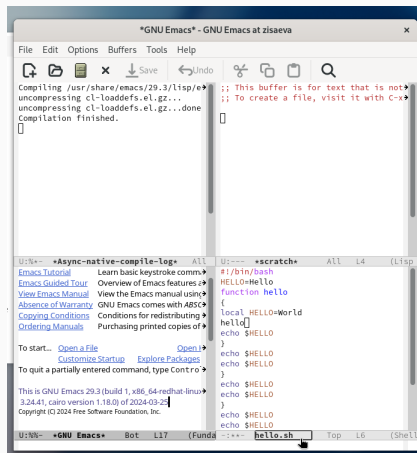 *GNU Emacs* - GNU Emacs at zisaeva
File Edit Options Buffers Tools Help
Save Undo
Compiling /usr/share/emacs/29.3/lisp/e
uncompressing cl-loaddefs.el.gz...
uncompressing cl-loaddefs.el.gz...done
Compilation finished.
U:%*- *Async-native-compile-log* All
;; This buffer is for text that is not
;; To create a file, visit it with C-x
U:--- *scratch* All L4 (Lisp
Emacs Tutorial Learn basic keystroke comm
Emacs Guided Tour Overview of Emacs features
View Emacs Manual View the Emacs manual using
Absence of Warranty GNU Emacs comes with ABSO
Copying Conditions Conditions for redistributing
Ordering Manuals Purchasing printed copies of
To start... Open a File Open
Customize Startup Explore Packages
To quit a partially entered command, type Contro
This is GNU Emacs 29.3 (build 1, x86_64-redhat-linu
3.24.41, cairo version 1.18.0) of 2024-03-25
Copyright (C) 2024 Free Software Foundation, Inc.
U:%%- *GNU Emacs* Bot L17 (Funda
#!/bin/bash
HELLO=Hello
function hello
{
local HELLO=World
hello
echo $HELLO
}
echo $HELLO
echo $HELLO
}
echo $HELLO
echo $HELLO
}
echo $HELLO
echo $HELLO
-:**- hello.sh Top L6 (Shell